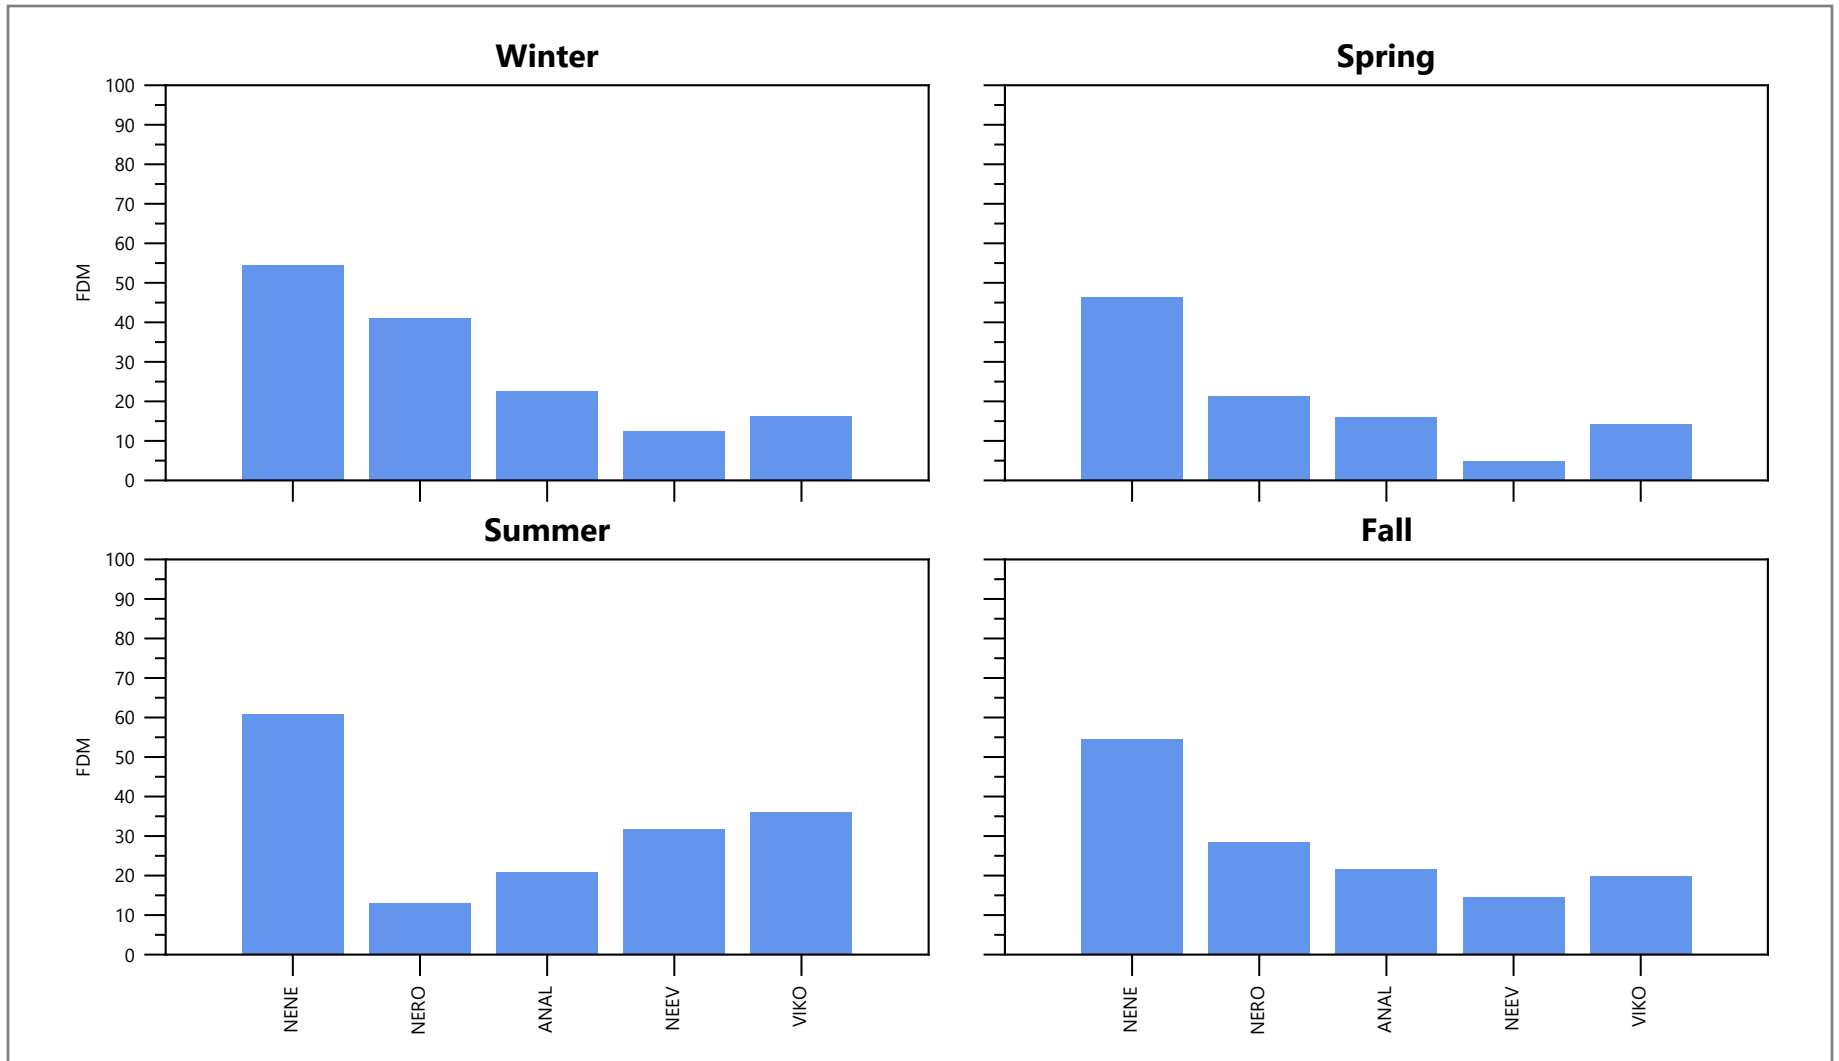 Winter
100
90
80
70
60
50
40
30
20
10
0
FDM
Spring
Summer
100
90
80
70
60
50
40
30
20
10
0
FDM
NENE
NERO
ANAL
NEEV
VIKO
Fall
NENE
NERO
ANAL
NEEV
VIKO